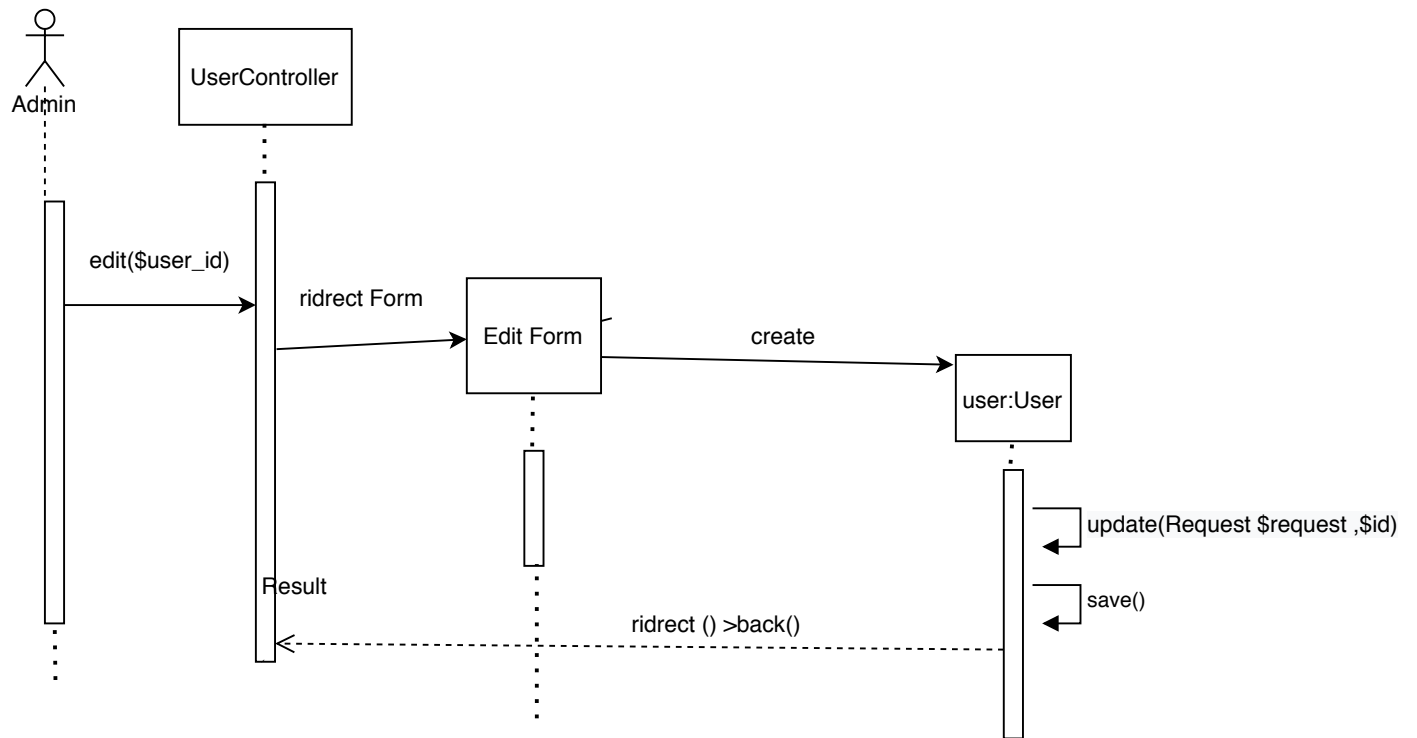 Admin
UserController
edit($user_id)
ridrect Form
Edit Form
create
user:User
update(Request $request ,$id)
Result
save()
ridrect () >back()